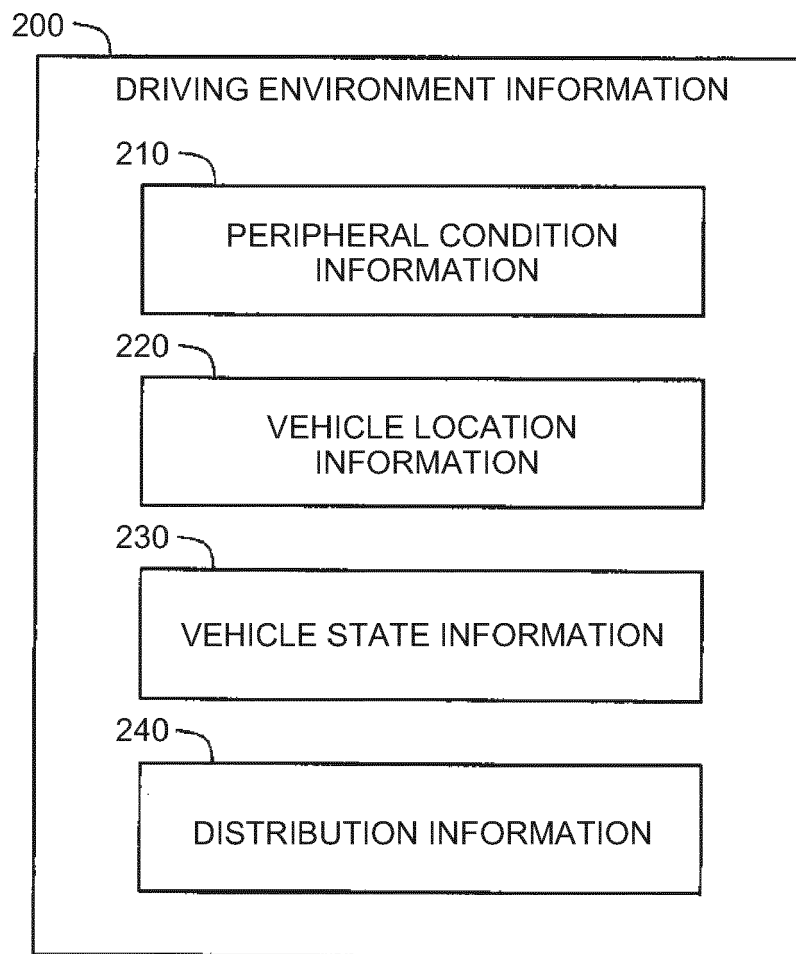 200
DRIVING ENVIRONMENT INFORMATION
210
PERIPHERAL CONDITION
INFORMATION
220
VEHICLE LOCATION
INFORMATION
230
VEHICLE STATE INFORMATION
240
DISTRIBUTION INFORMATION